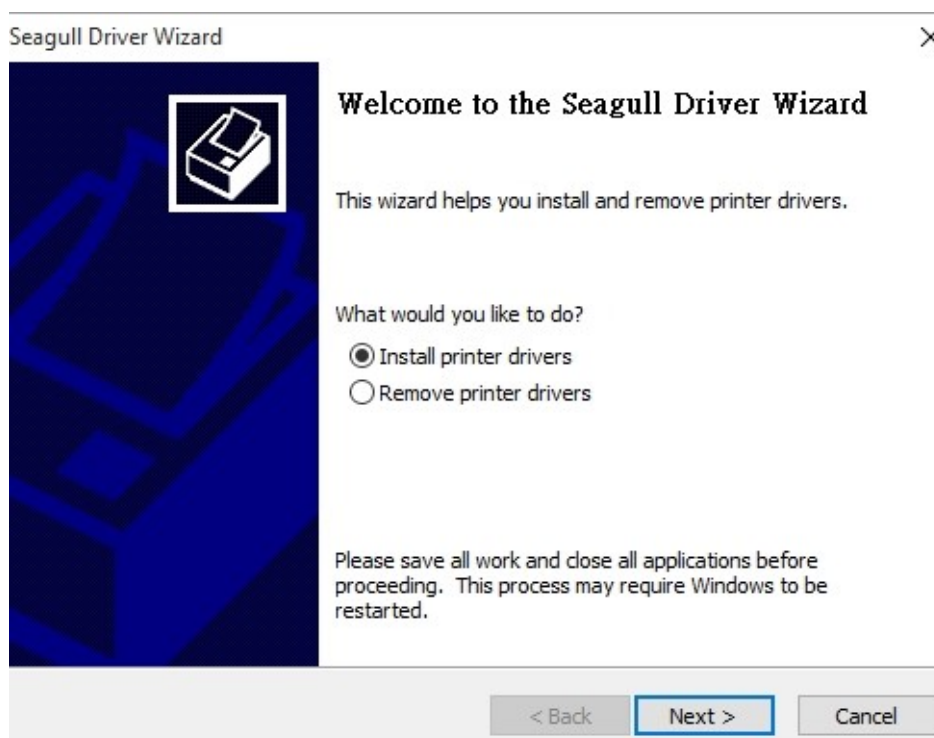 Seagull Driver Wizard
Welcome to the Seagull Driver Wizard
This wizard helps you install and remove printer drivers.
What would you like to do?
Install printer drivers
Remove printer drivers
Please save all work and close all applications before
proceeding.  This process may require Windows to be
restarted.
< Back Next > Cancel